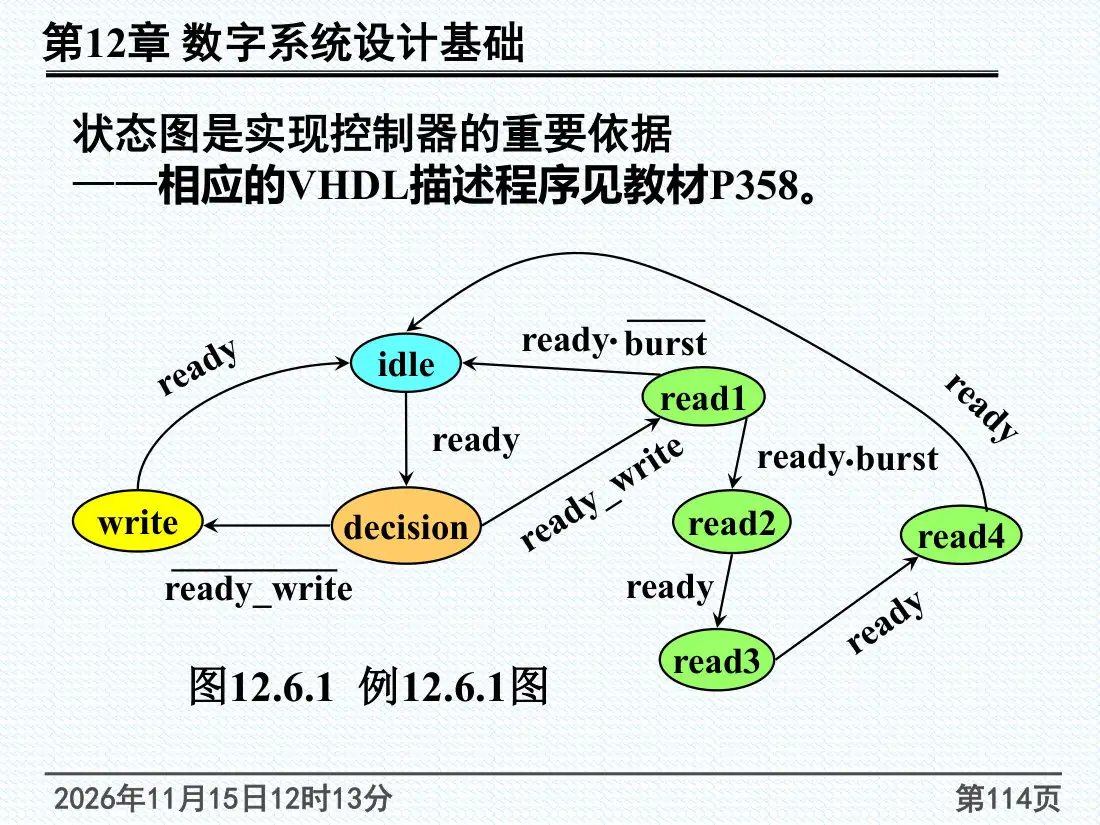 第12章 数字系统设计基础
状态图是实现控制器的重要依据
——相应的VHDL描述程序见教材P358。
ready
idle
ready· burst
read1
ready
ready
ready_write
ready·burst
write
decision
read2
read4
ready_write
ready
ready
read3
图12.6.1 例12.6.1图
2026年11月15日12时13分
第114页